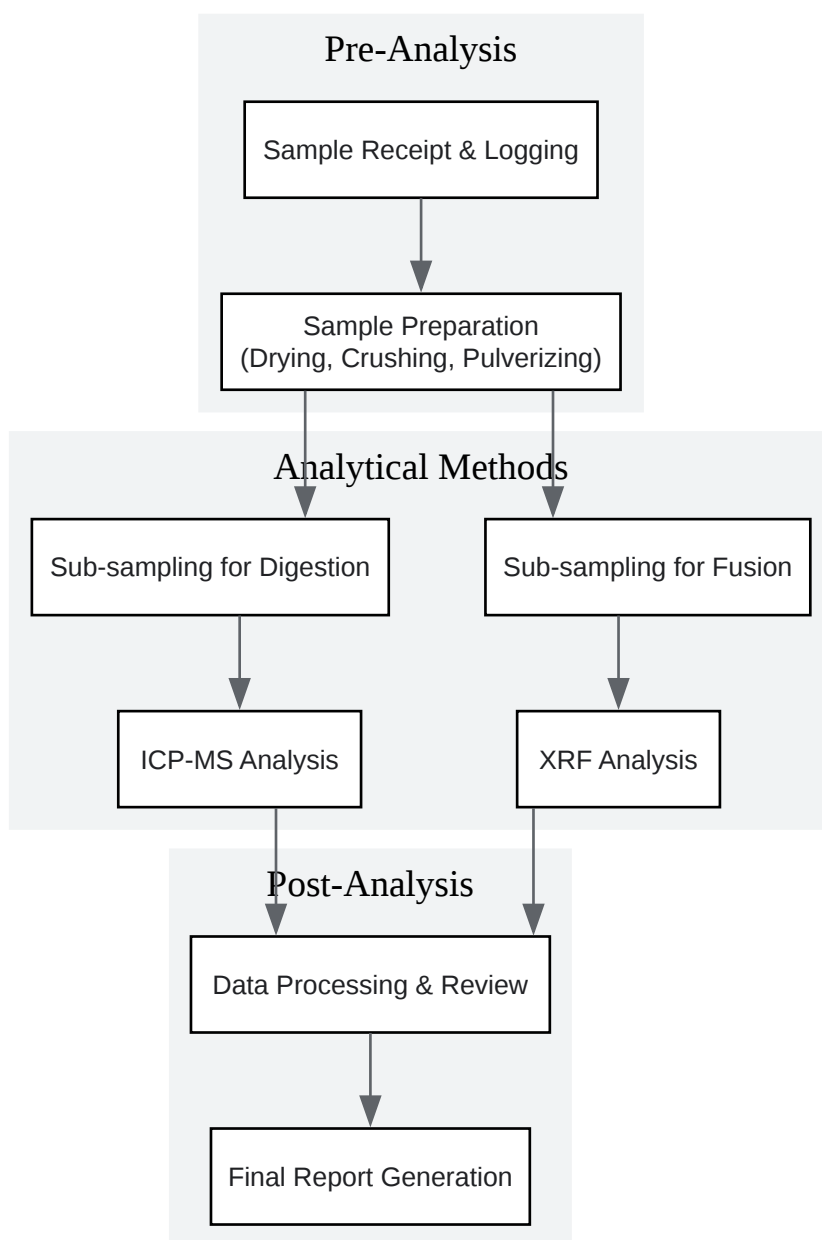 Pre-Analysis
Sample Receipt & Logging
Sample Preparation
(Drying, Crushing, Pulverizing)
Analytical Methods
Sub-sampling for Digestion
Sub-sampling for Fusion
ICP-MS Analysis
XRF Analysis
Post-Analysis
Data Processing & Review
Final Report Generation